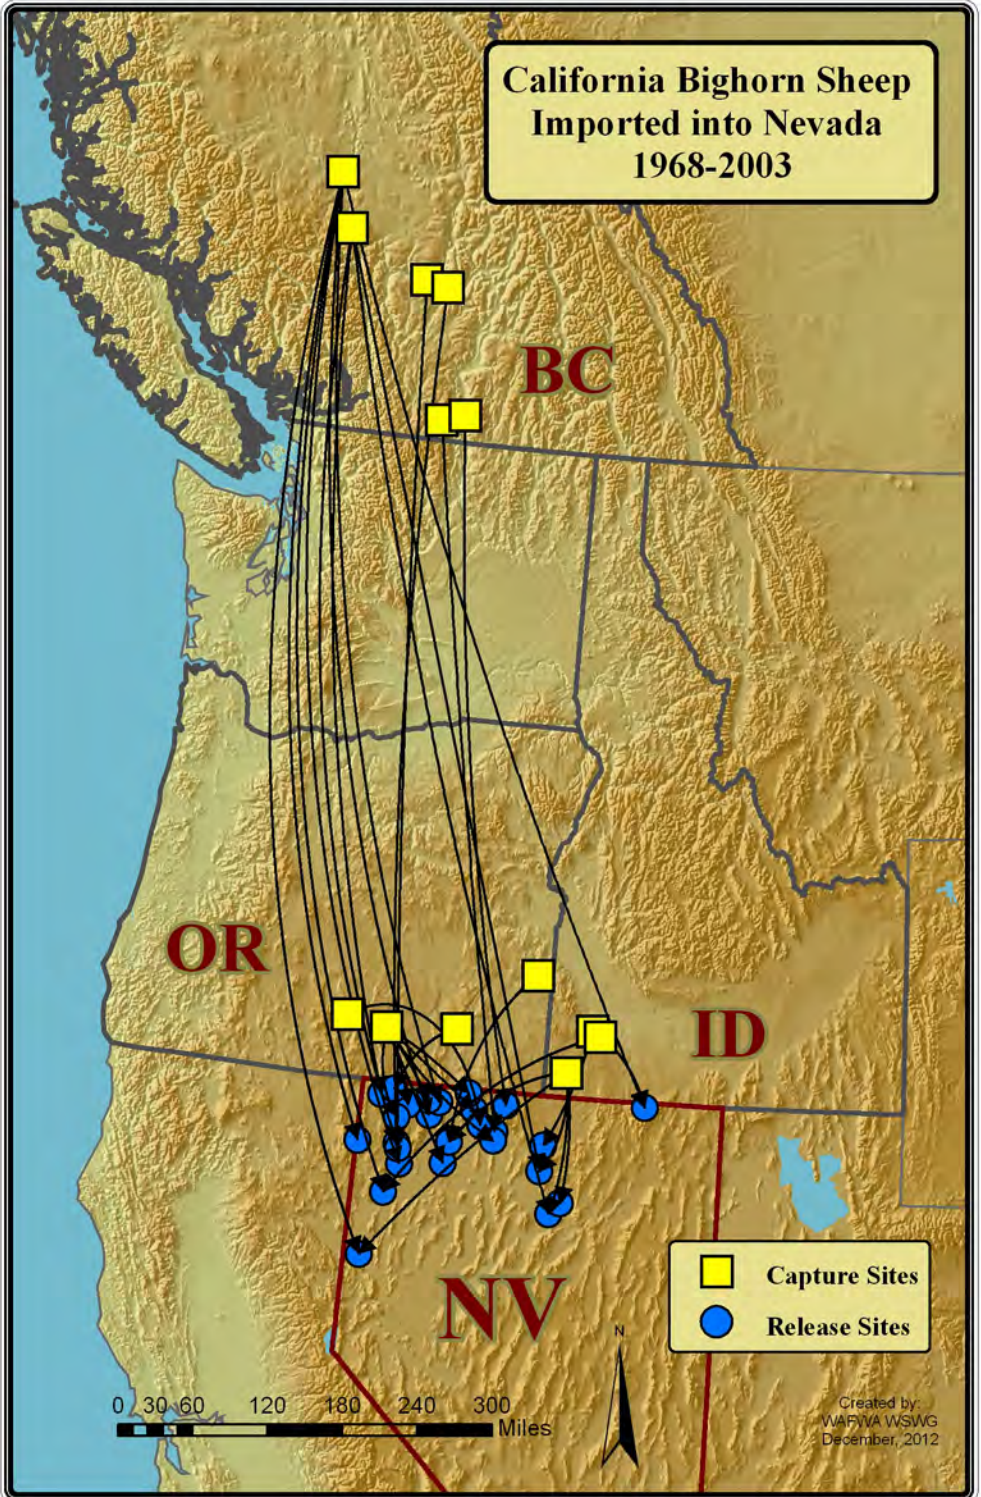 California Bighorn Sheep
Imported into Nevada
1968-2003
BC
OR
ID
NV
Capture Sites
Release Sites
N
0 30 60 120 180 240 300
Miles
Created by:
WAFWA WSWG
December, 2012